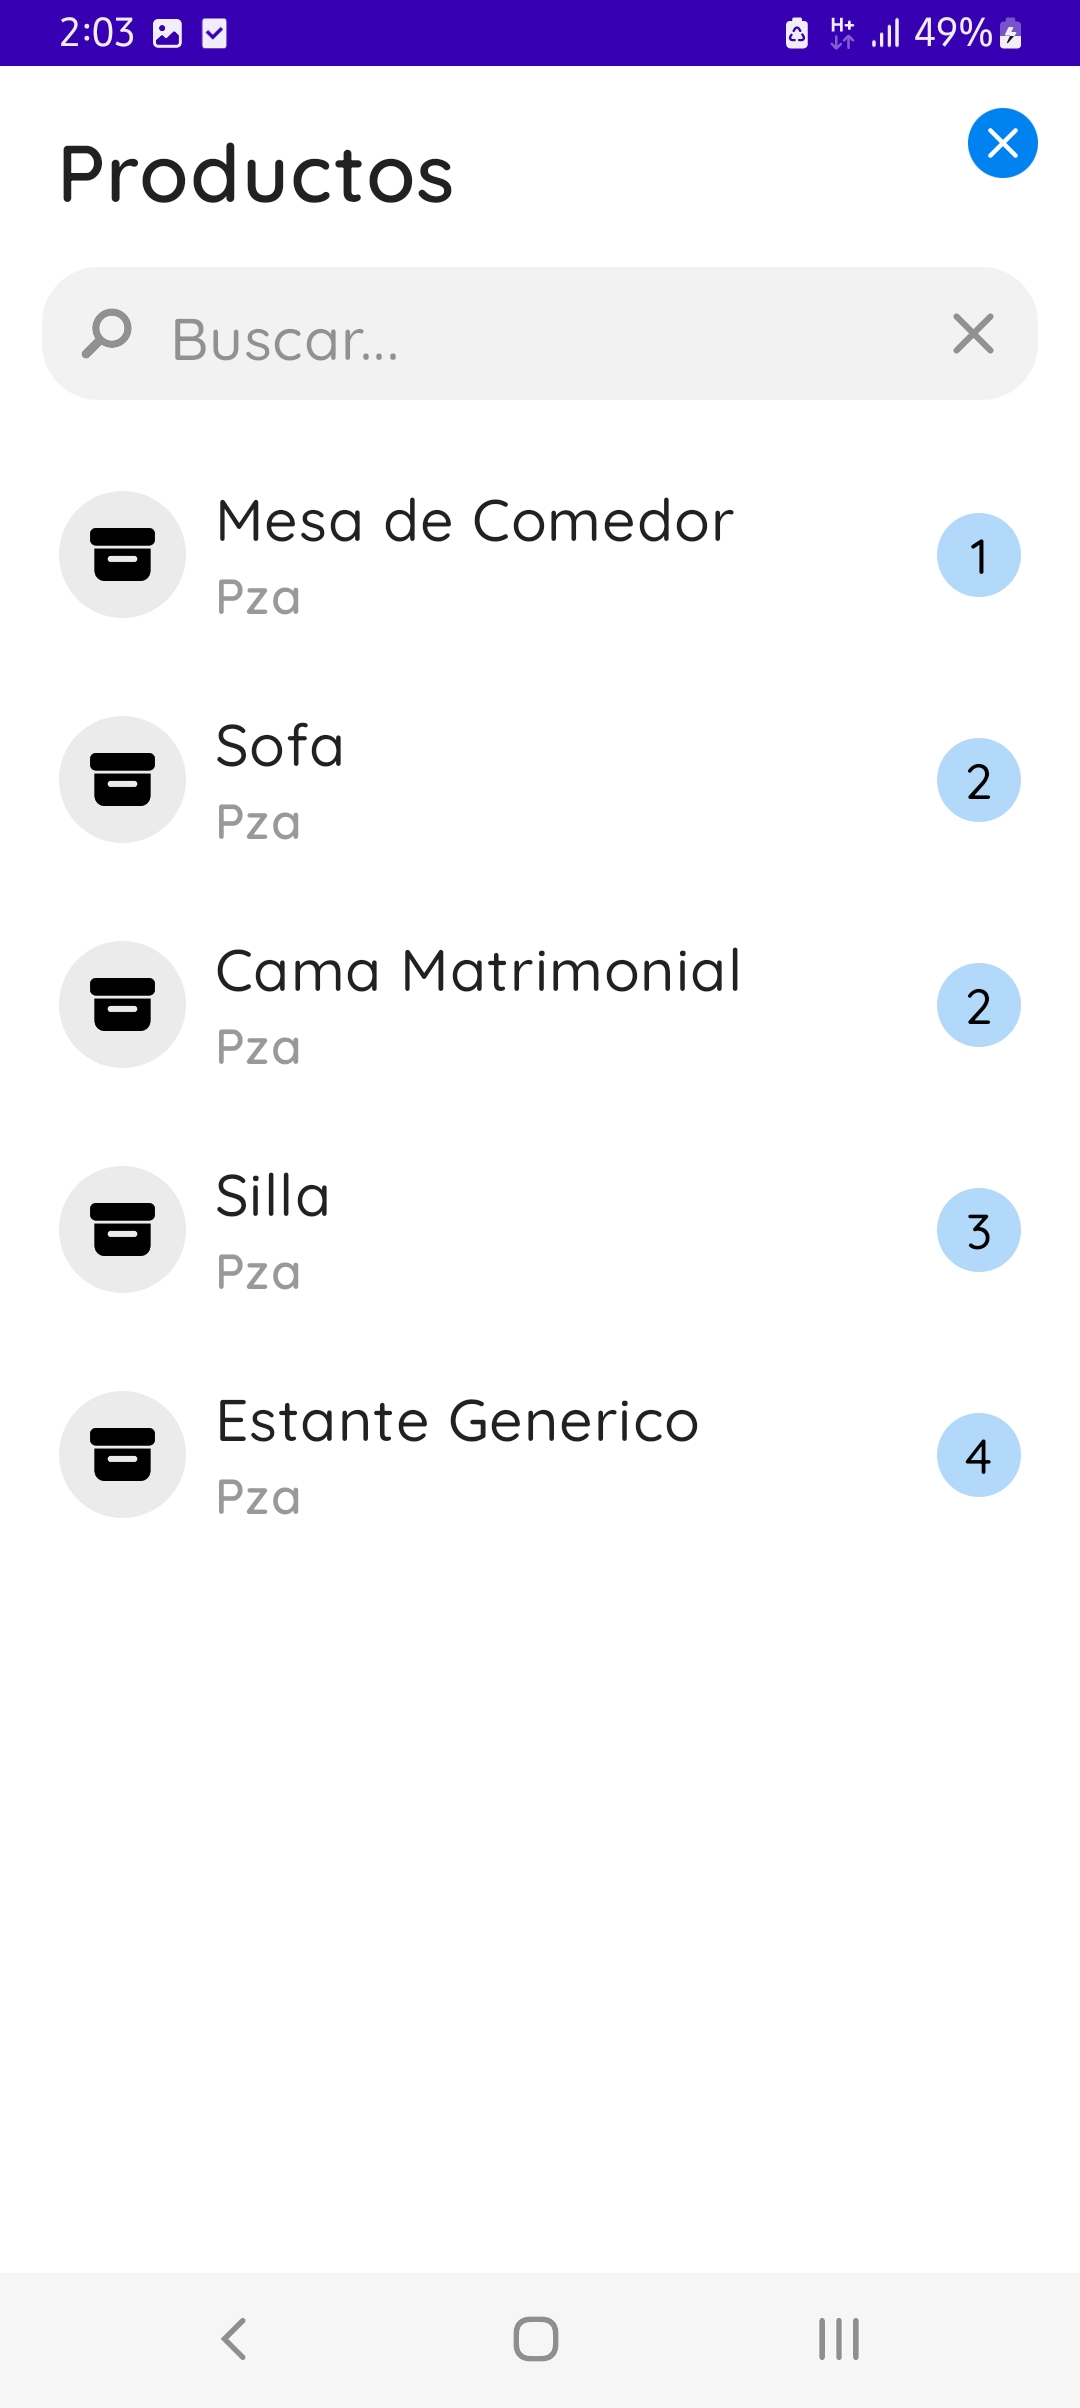 2:03 H+ 49%
Productos
Buscar...
Mesa de Comedor
Pza
1
Sofa
Pza
2
Cama Matrimonial
Pza
2
Silla
Pza
3
Estante Generico
Pza
4